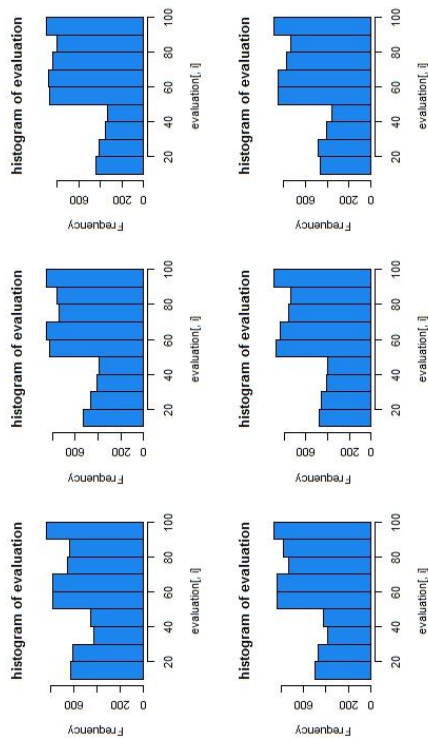 histogram of evaluation
Frequency
0 200 600
20 40 60 80 100
evaluation[, i]
histogram of evaluation
Frequency
0 200 600
20 40 60 80 100
evaluation[, i]
histogram of evaluation
Frequency
0 200 600
20 40 60 80 100
evaluation[, i]
histogram of evaluation
Frequency
0 200 600
20 40 60 80 100
evaluation[, i]
histogram of evaluation
Frequency
0 200 600
20 40 60 80 100
evaluation[, i]
histogram of evaluation
Frequency
0 200 600
20 40 60 80 100
evaluation[, i]